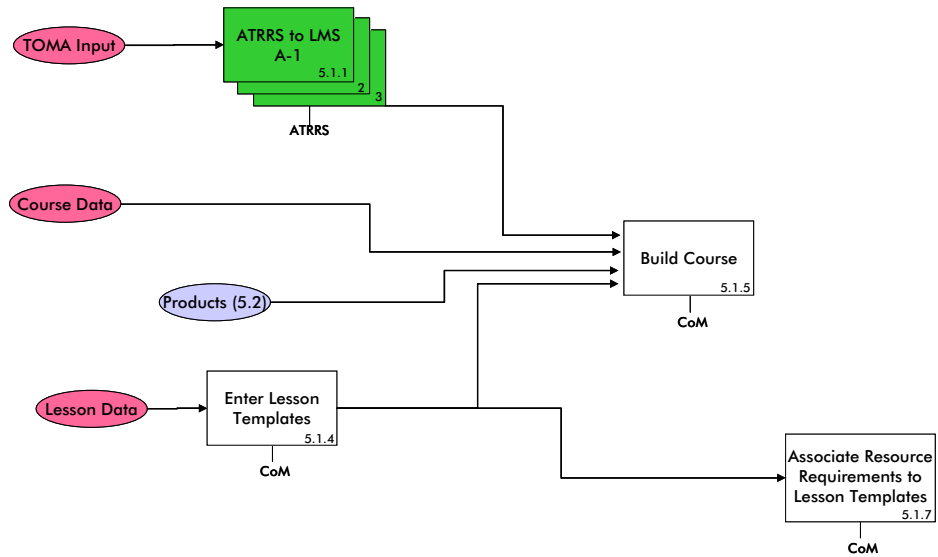 TOMA Input
ATRRS to LMS
A-1
5.1.1
2
3
ATRRS
Course Data
Build Course
5.1.5
CoM
Products (5.2)
Lesson Data
Enter Lesson
Templates
5.1.4
CoM
Associate Resource
Requirements to
Lesson Templates
5.1.7
CoM